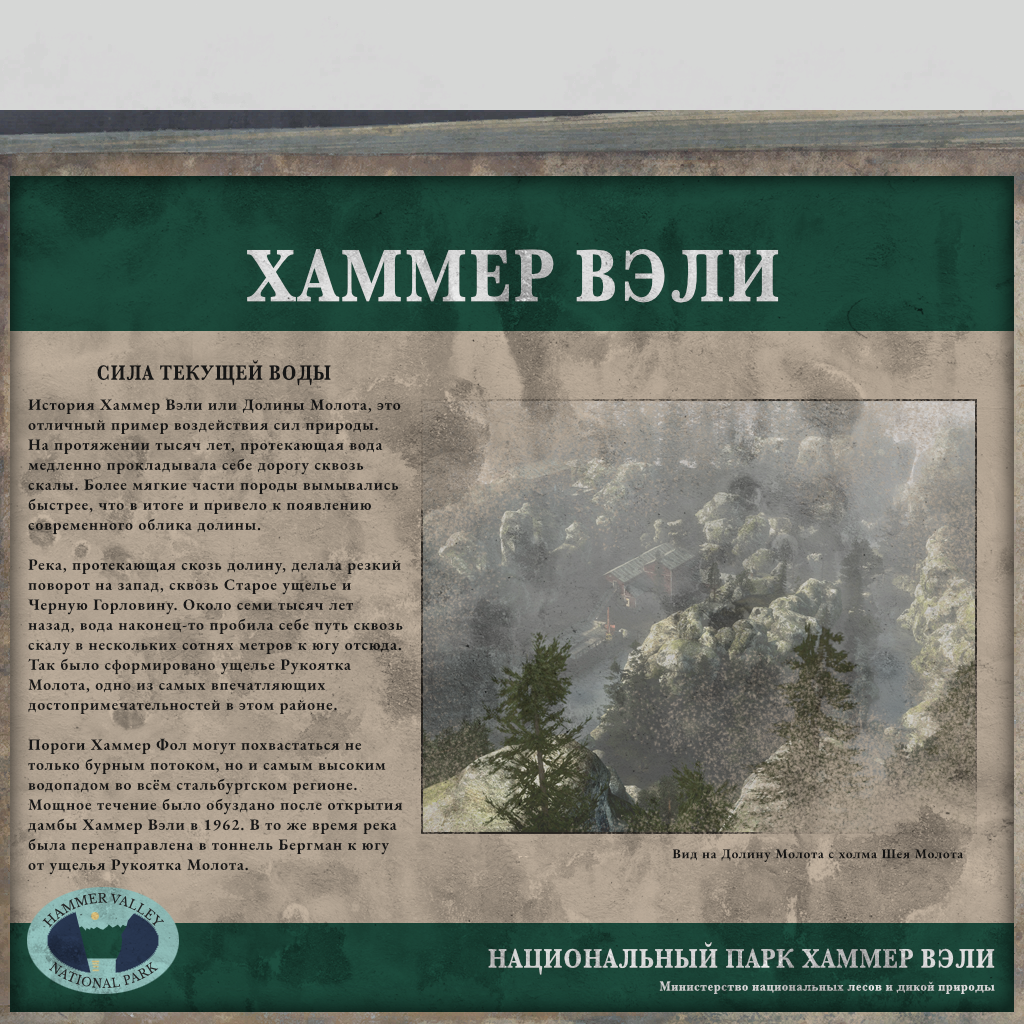 ХАММЕР ВЭЛИ
СИЛА ТЕКУЩЕЙ ВОДЫ
История Хаммер Вэли или Долины Молота, это
отличный пример воздействия сил природы.
На протяжении тысяч лет, протекающая вода
медленно прокладывала себе дорогу сквозь
скалы. Более мягкие части породы вымывались
быстрее, что в итоге и привело к появлению
современного облика долины.
Река, протекающая скозь долину, делала резкий
поворот на запад, сквозь Старое ущелье и
Черную Горловину. Около семи тысяч лет
назад, вода наконец-то пробила себе путь сквозь
скалу в нескольких сотнях метров к югу отсюда.
Так было сформировано ущелье Рукоятка
Молота, одно из самых впечатляющих
достопримечательностей в этом районе.
Пороги Хаммер Фол могут похвастаться не
только бурным потоком, но и самым высоким
водопадом во всём стальбургском регионе.
Мощное течение было обуздано после открытия
дамбы Хаммер Вэли в 1962. В то же время река
была перенаправлена в тоннель Бергман к югу
от ущелья Рукоятка Молота.
Вид на Долину Молота с холма Шея Молота
HAMMER VALLEY
NATIONAL PARK
НАЦИОНАЛЬНЫЙ ПАРК ХАММЕР ВЭЛИ
Министерство национальных лесов и дикой природы